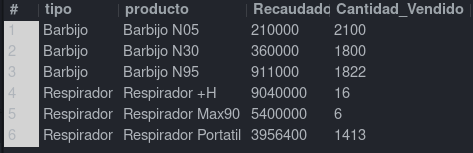 # tipo producto Recaudado Cantidad_Vendido
1 Barbijo Barbijo N05 210000 2100
2 Barbijo Barbijo N30 360000 1800
3 Barbijo Barbijo N95 911000 1822
4 Respirador Respirador +H 9040000 16
5 Respirador Respirador Max90 5400000 6
6 Respirador Respirador Portatil 3956400 1413